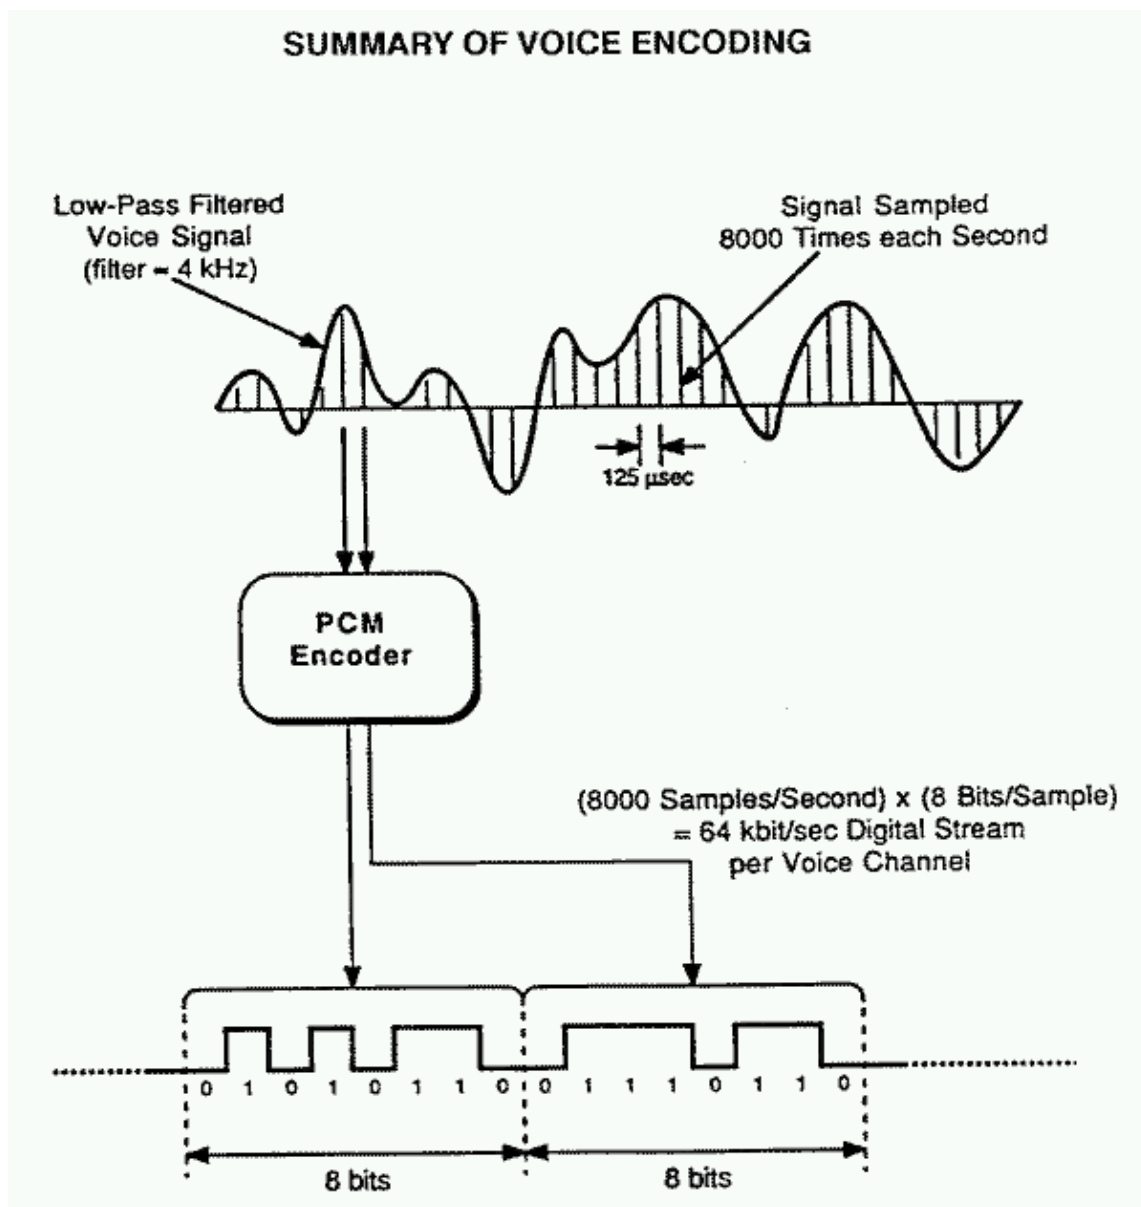 SUMMARY OF VOICE ENCODING
Low-Pass Filtered
Voice Signal
(filter ≈ 4 kHz)
Signal Sampled
8000 Times each Second
125 μsec
PCM
Encoder
(8000 Samples/Second) x (8 Bits/Sample)
= 64 kbit/sec Digital Stream
per Voice Channel
0 1 0 1 0 1 1 0 0 1 1 1 0 1 1 0
8 bits 8 bits